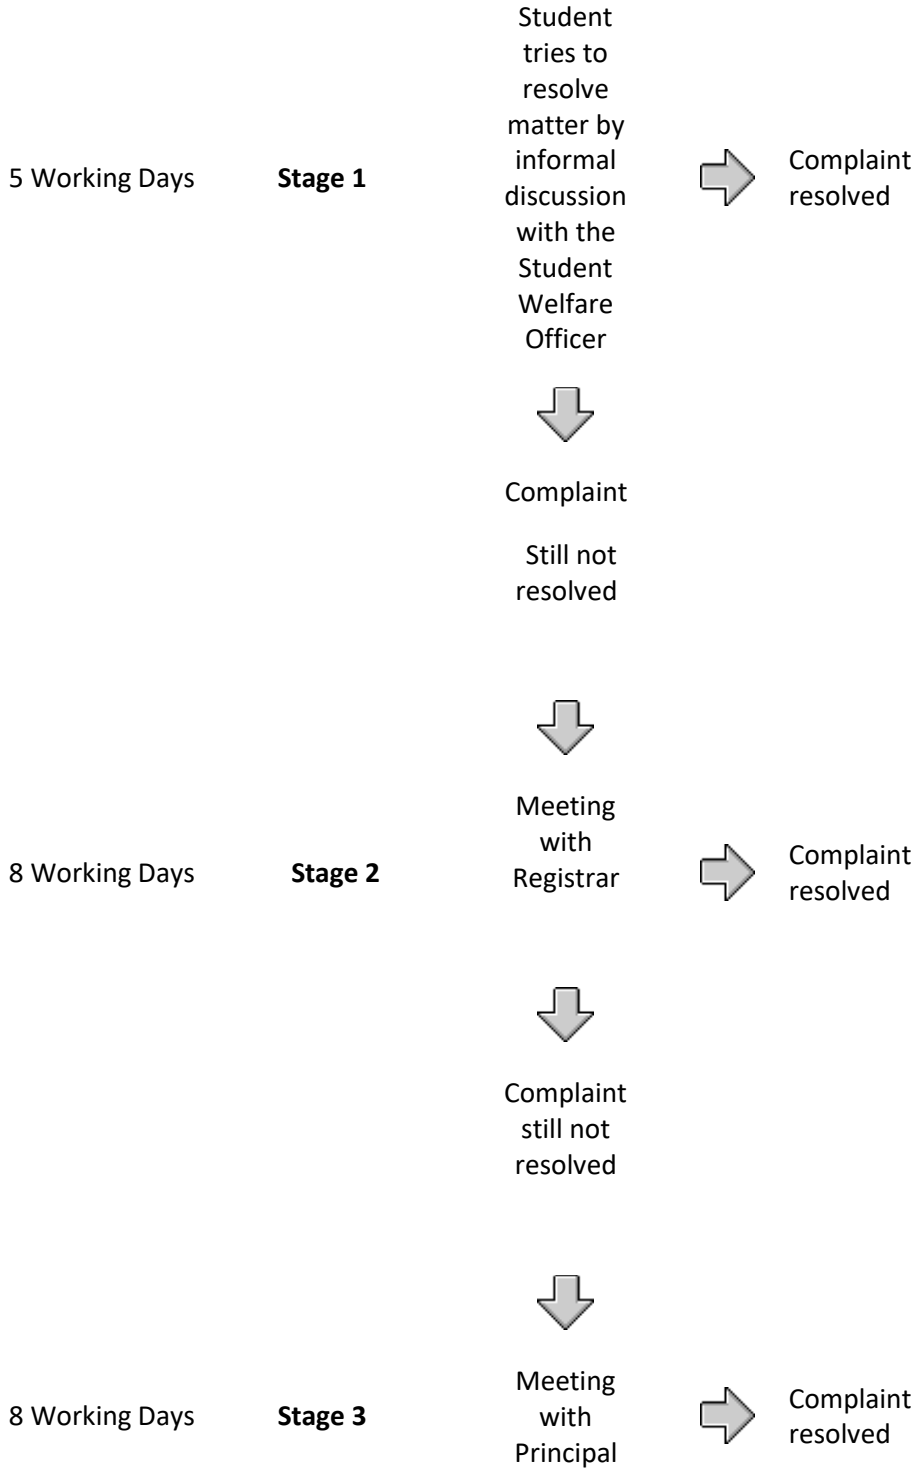 Student
tries to
resolve
matter by
informal
discussion
with the
Student
Welfare
Officer
5 Working Days
Stage 1
Complaint
resolved
Complaint
Still not
resolved
Meeting
with
Registrar
8 Working Days
Stage 2
Complaint
resolved
Complaint
still not
resolved
Meeting
with
Principal
8 Working Days
Stage 3
Complaint
resolved